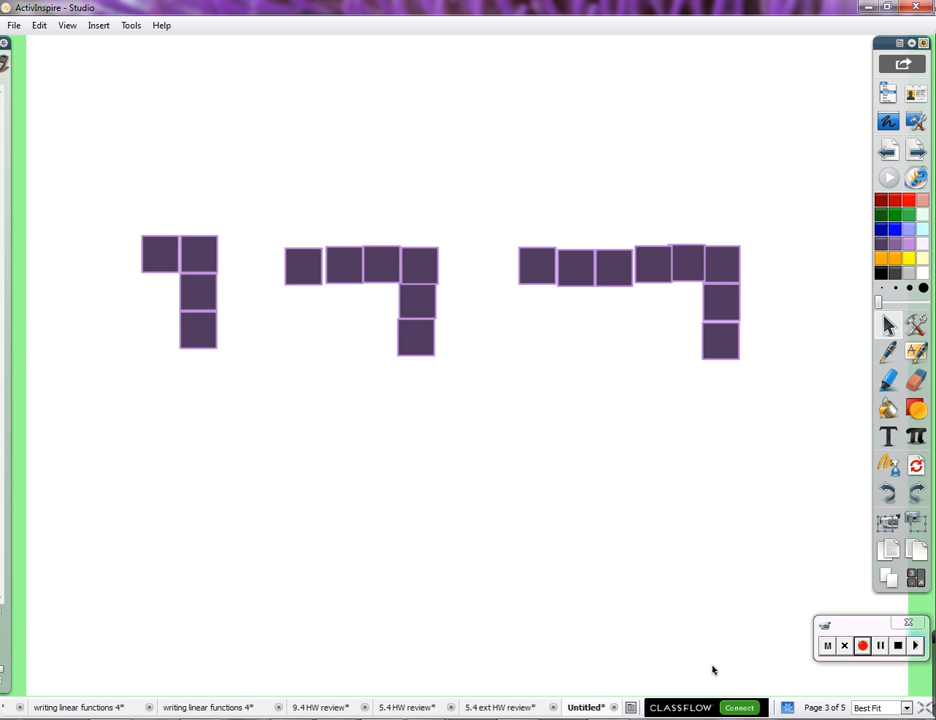 ActivInspire - Studio
File Edit View Insert Tools Help
M
T π
writing linear functions 4* writing linear functions 4* 9.4 HW review* 5.4 HW review* 5.4 ext HW review* Untitled* CLASSFLOW Connect Page 3 of 5 Best Fit